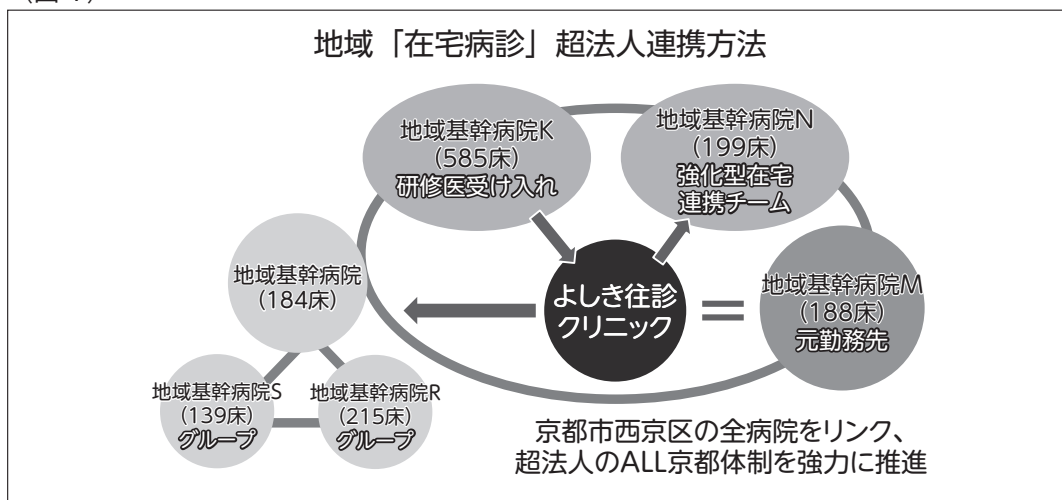 地域「在宅病診」超法人連携方法
地域基幹病院K
(585床)
研修医受け入れ
地域基幹病院N
(199床)
強化型在宅
連携チーム
地域基幹病院
(184床)
よしき往診
クリニック
地域基幹病院M
(188床)
元勤務先
地域基幹病院S
(139床)
グループ
地域基幹病院R
(215床)
グループ
京都市西京区の全病院をリンク、
超法人のALL京都体制を強力に推進